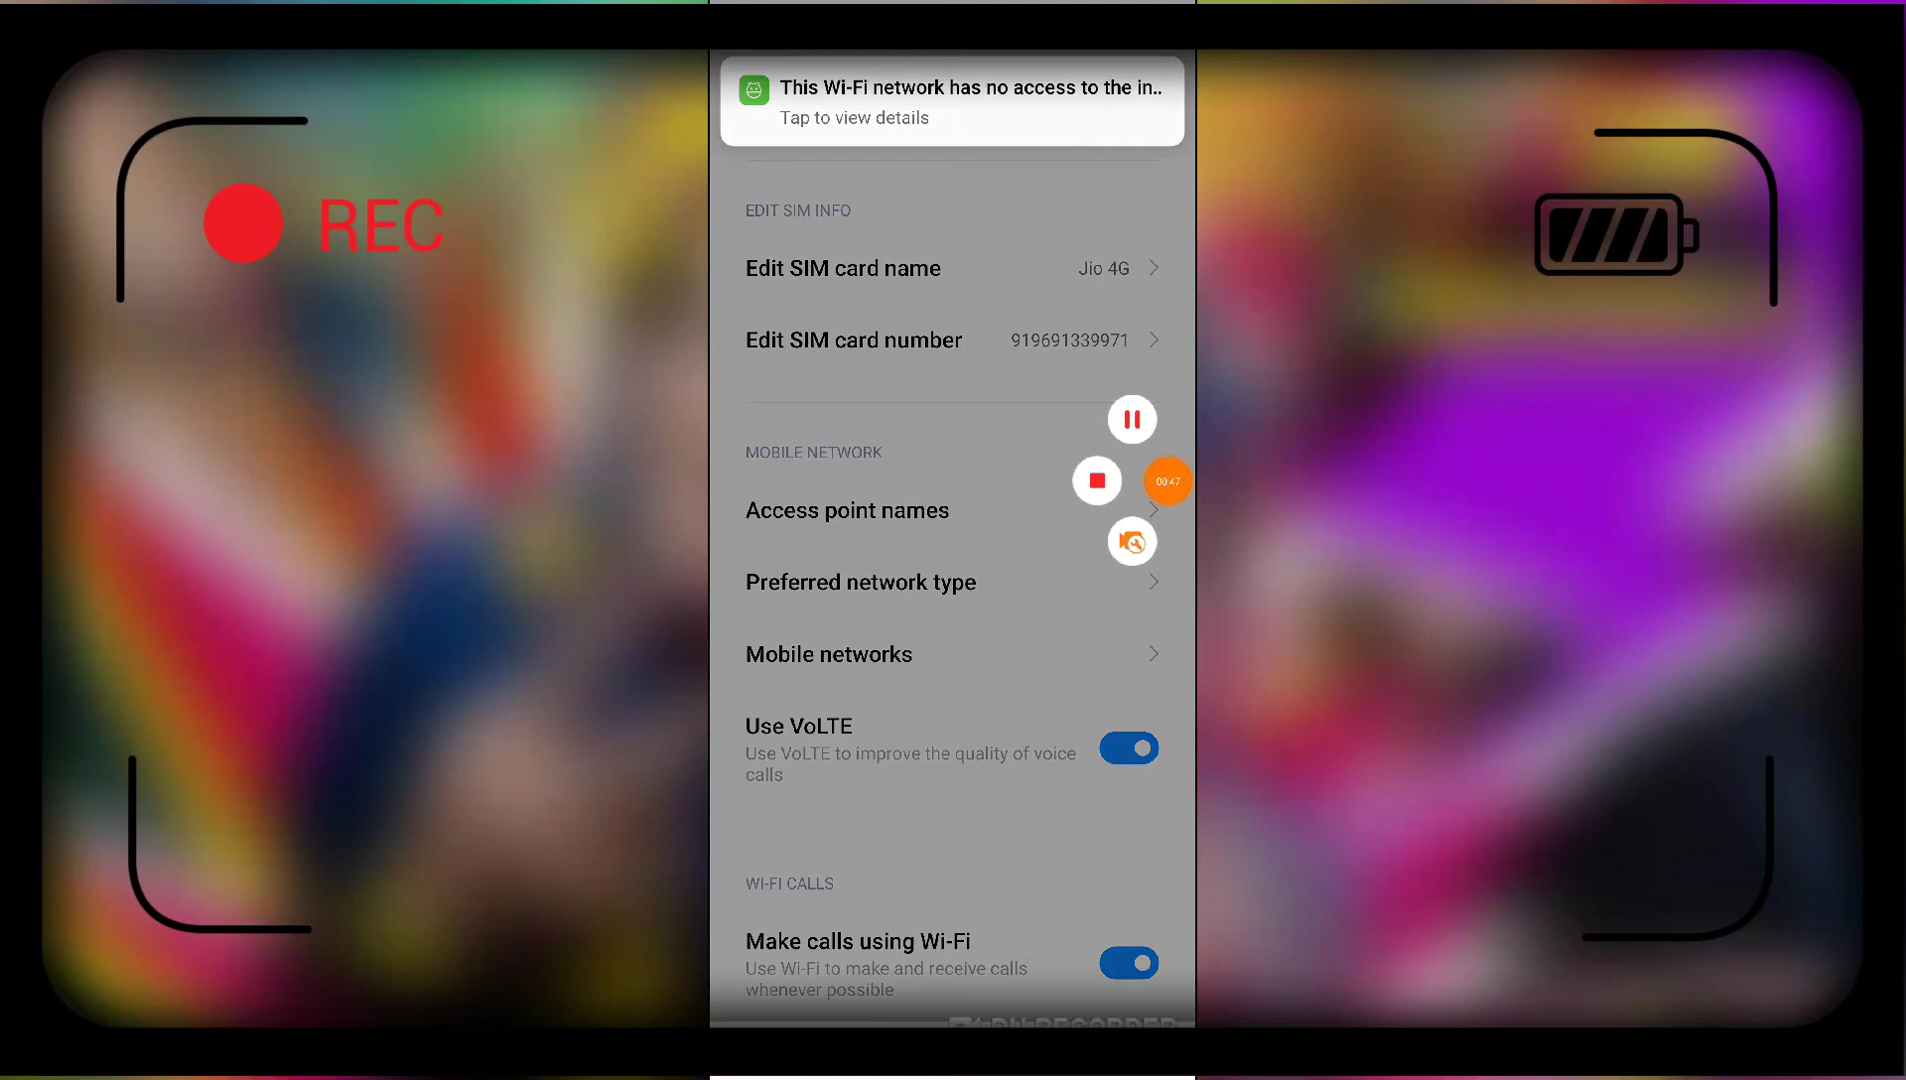 This Wi-Fi network has no access to the in..
Tap to view details
REC
EDIT SIM INFO
Edit SIM card name
Jio 4G
Edit SIM card number
919691339971
MOBILE NETWORK
00:47
Access point names
Preferred network type
Mobile networks
Use VoLTE
Use VoLTE to improve the quality of voice
calls
WI-FI CALLS
Make calls using Wi-Fi
Use Wi-Fi to make and receive calls
whenever possible